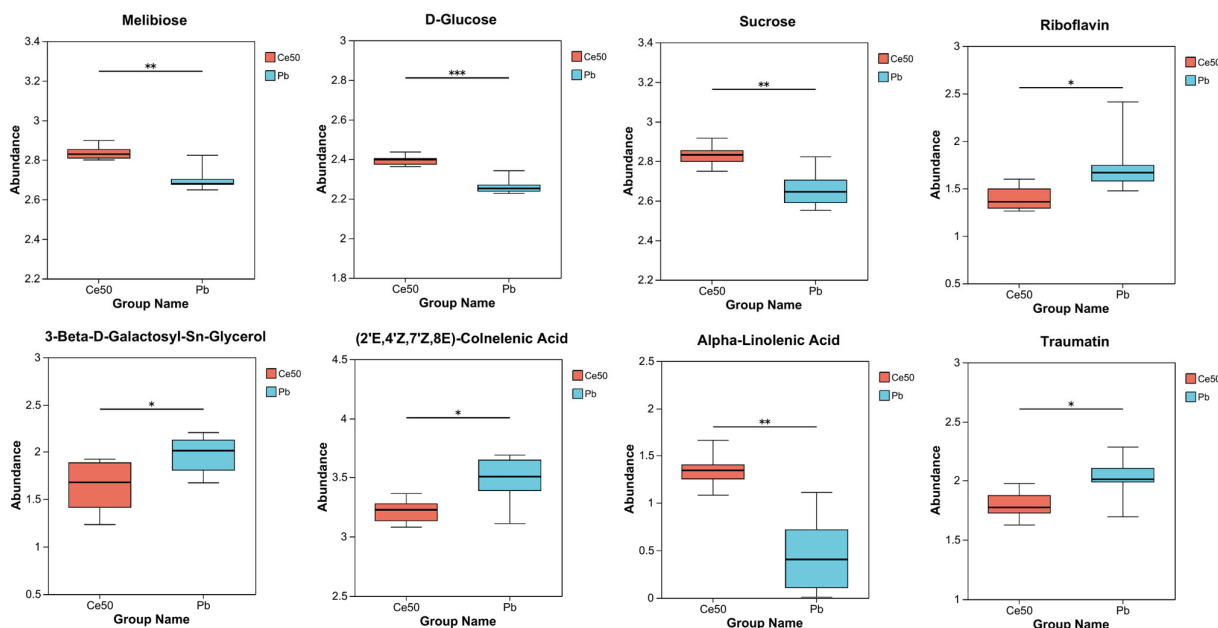 Melibiose
3.4
3.2
3
2.8
2.6
2.4
2.2
Abundance
**
Ce50
Pb
Group Name
Ce50
Pb
D-Glucose
3
2.8
2.6
2.4
2.2
2
1.8
Abundance
***
Ce50
Pb
Group Name
Ce50
Pb
Sucrose
3.4
3.2
3
2.8
2.6
2.4
2.2
Abundance
**
Ce50
Pb
Group Name
Ce50
Pb
Riboflavin
3
2.5
2
1.5
1
0.5
Abundance
*
Ce50
Pb
Group Name
Ce50
Pb
3-Beta-D-Galactosyl-Sn-Glycerol
3
2.5
2
1.5
1
0.5
Abundance
*
Ce50
Pb
Group Name
Ce50
Pb
(2'E,4'Z,7'Z,8E)-Colnelenic Acid
4.5
4
3.5
3
2.5
Abundance
*
Ce50
Pb
Group Name
Ce50
Pb
Alpha-Linolenic Acid
2.5
2
1.5
1
0.5
0
Abundance
**
Ce50
Pb
Group Name
Ce50
Pb
Traumatin
3
2.5
2
1.5
1
Abundance
*
Ce50
Pb
Group Name
Ce50
Pb